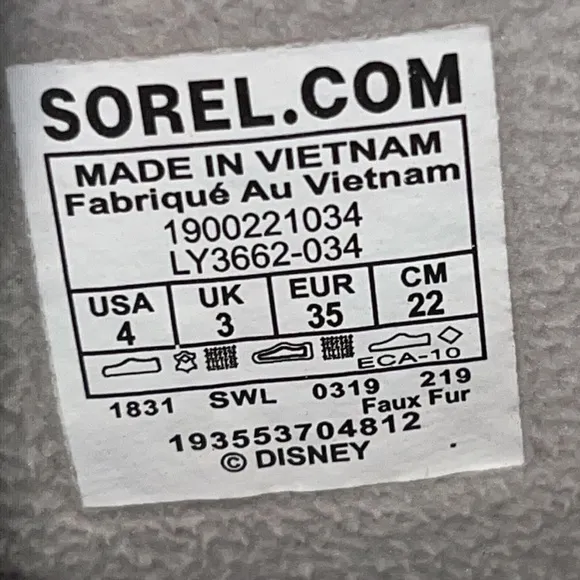 SOREL.COM
MADE IN VIETNAM
Fabriqué Au Vietnam
1900221034
LY3662-034
USA UK EUR CM
4 3 35 22
ECA-10
1831 SWL 0319 219
Faux Fur
193553704812
© DISNEY